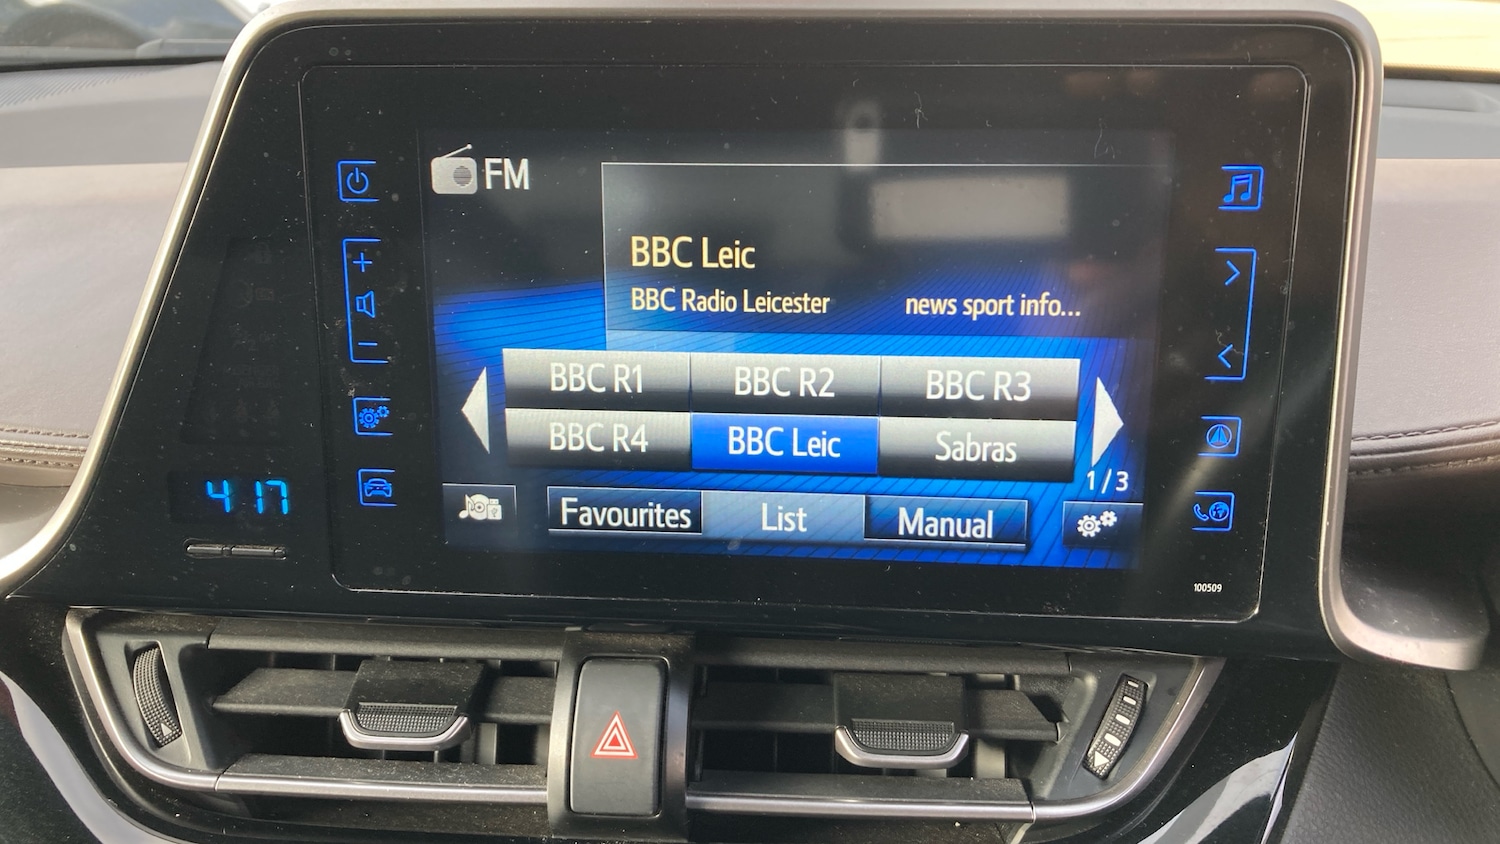 FM
BBC Leic
BBC Radio Leicester news sport info...
BBC R1 BBC R2 BBC R3
BBC R4 BBC Leic Sabras
1/3
Favourites List Manual
4 17
100509